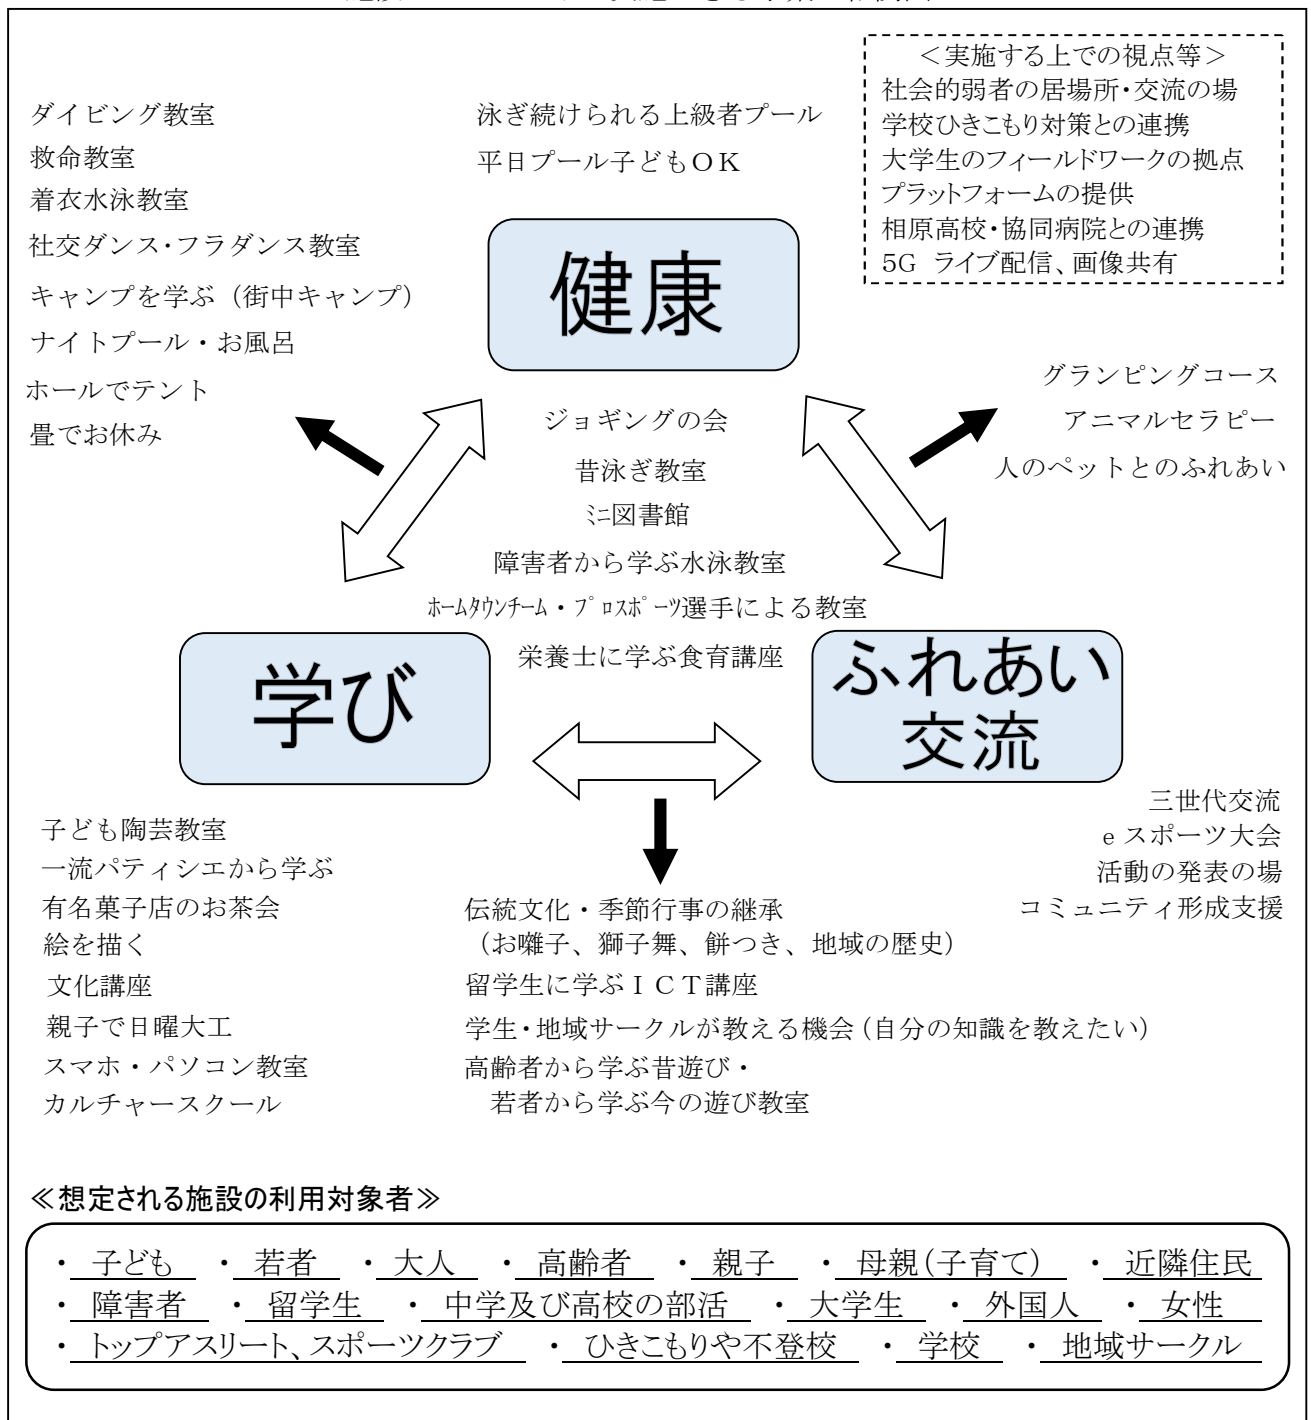 ＜実施する上での視点等＞
社会的弱者の居場所・交流の場
学校ひきこもり対策との連携
大学生のフィールドワークの拠点
プラットフォームの提供
相原高校・協同病院との連携
5G ライブ配信、画像共有
ダイビング教室
救命教室
着衣水泳教室
社交ダンス・フラダンス教室
キャンプを学ぶ（街中キャンプ）
ナイトプール・お風呂
ホールでテント
畳でお休み
泳ぎ続けられる上級者プール
平日プール子どもＯＫ
健康
グランピングコース
アニマルセラピー
人のペットとのふれあい
ジョギングの会
昔泳ぎ教室
ﾐﾆ図書館
障害者から学ぶ水泳教室
ﾎｰﾑﾀｳﾝﾁｰﾑ・ﾌﾟﾛｽﾎﾟｰﾂ選手による教室
栄養士に学ぶ食育講座
学び
ふれあい
交流
子ども陶芸教室
一流パティシエから学ぶ
有名菓子店のお茶会
絵を描く
文化講座
親子で日曜大工
スマホ・パソコン教室
カルチャースクール
伝統文化・季節行事の継承
（お囃子、獅子舞、餅つき、地域の歴史）
留学生に学ぶＩＣＴ講座
学生・地域サークルが教える機会（自分の知識を教えたい）
高齢者から学ぶ昔遊び・
若者から学ぶ今の遊び教室
三世代交流
e スポーツ大会
活動の発表の場
コミュニティ形成支援
≪想定される施設の利用対象者≫
・ 子ども ・ 若者 ・ 大人 ・ 高齢者 ・ 親子 ・ 母親（子育て） ・ 近隣住民
・ 障害者 ・ 留学生 ・ 中学及び高校の部活 ・ 大学生 ・ 外国人 ・ 女性
・ トップアスリート、スポーツクラブ ・ ひきこもりや不登校 ・ 学校 ・ 地域サークル